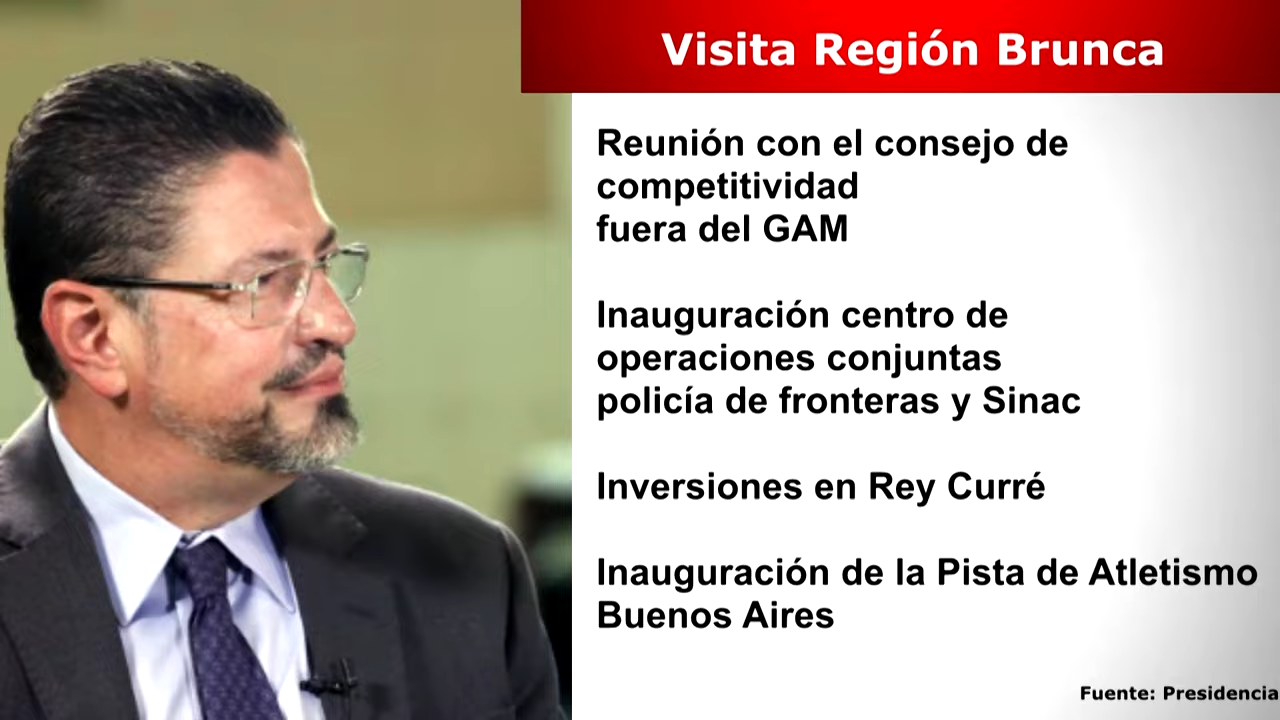 Visita Región Brunca
Reunión con el consejo de
competitividad
fuera del GAM
Inauguración centro de
operaciones conjuntas
policía de fronteras y Sinac
Inversiones en Rey Curré
Inauguración de la Pista de Atletismo
Buenos Aires
Fuente: Presidencia